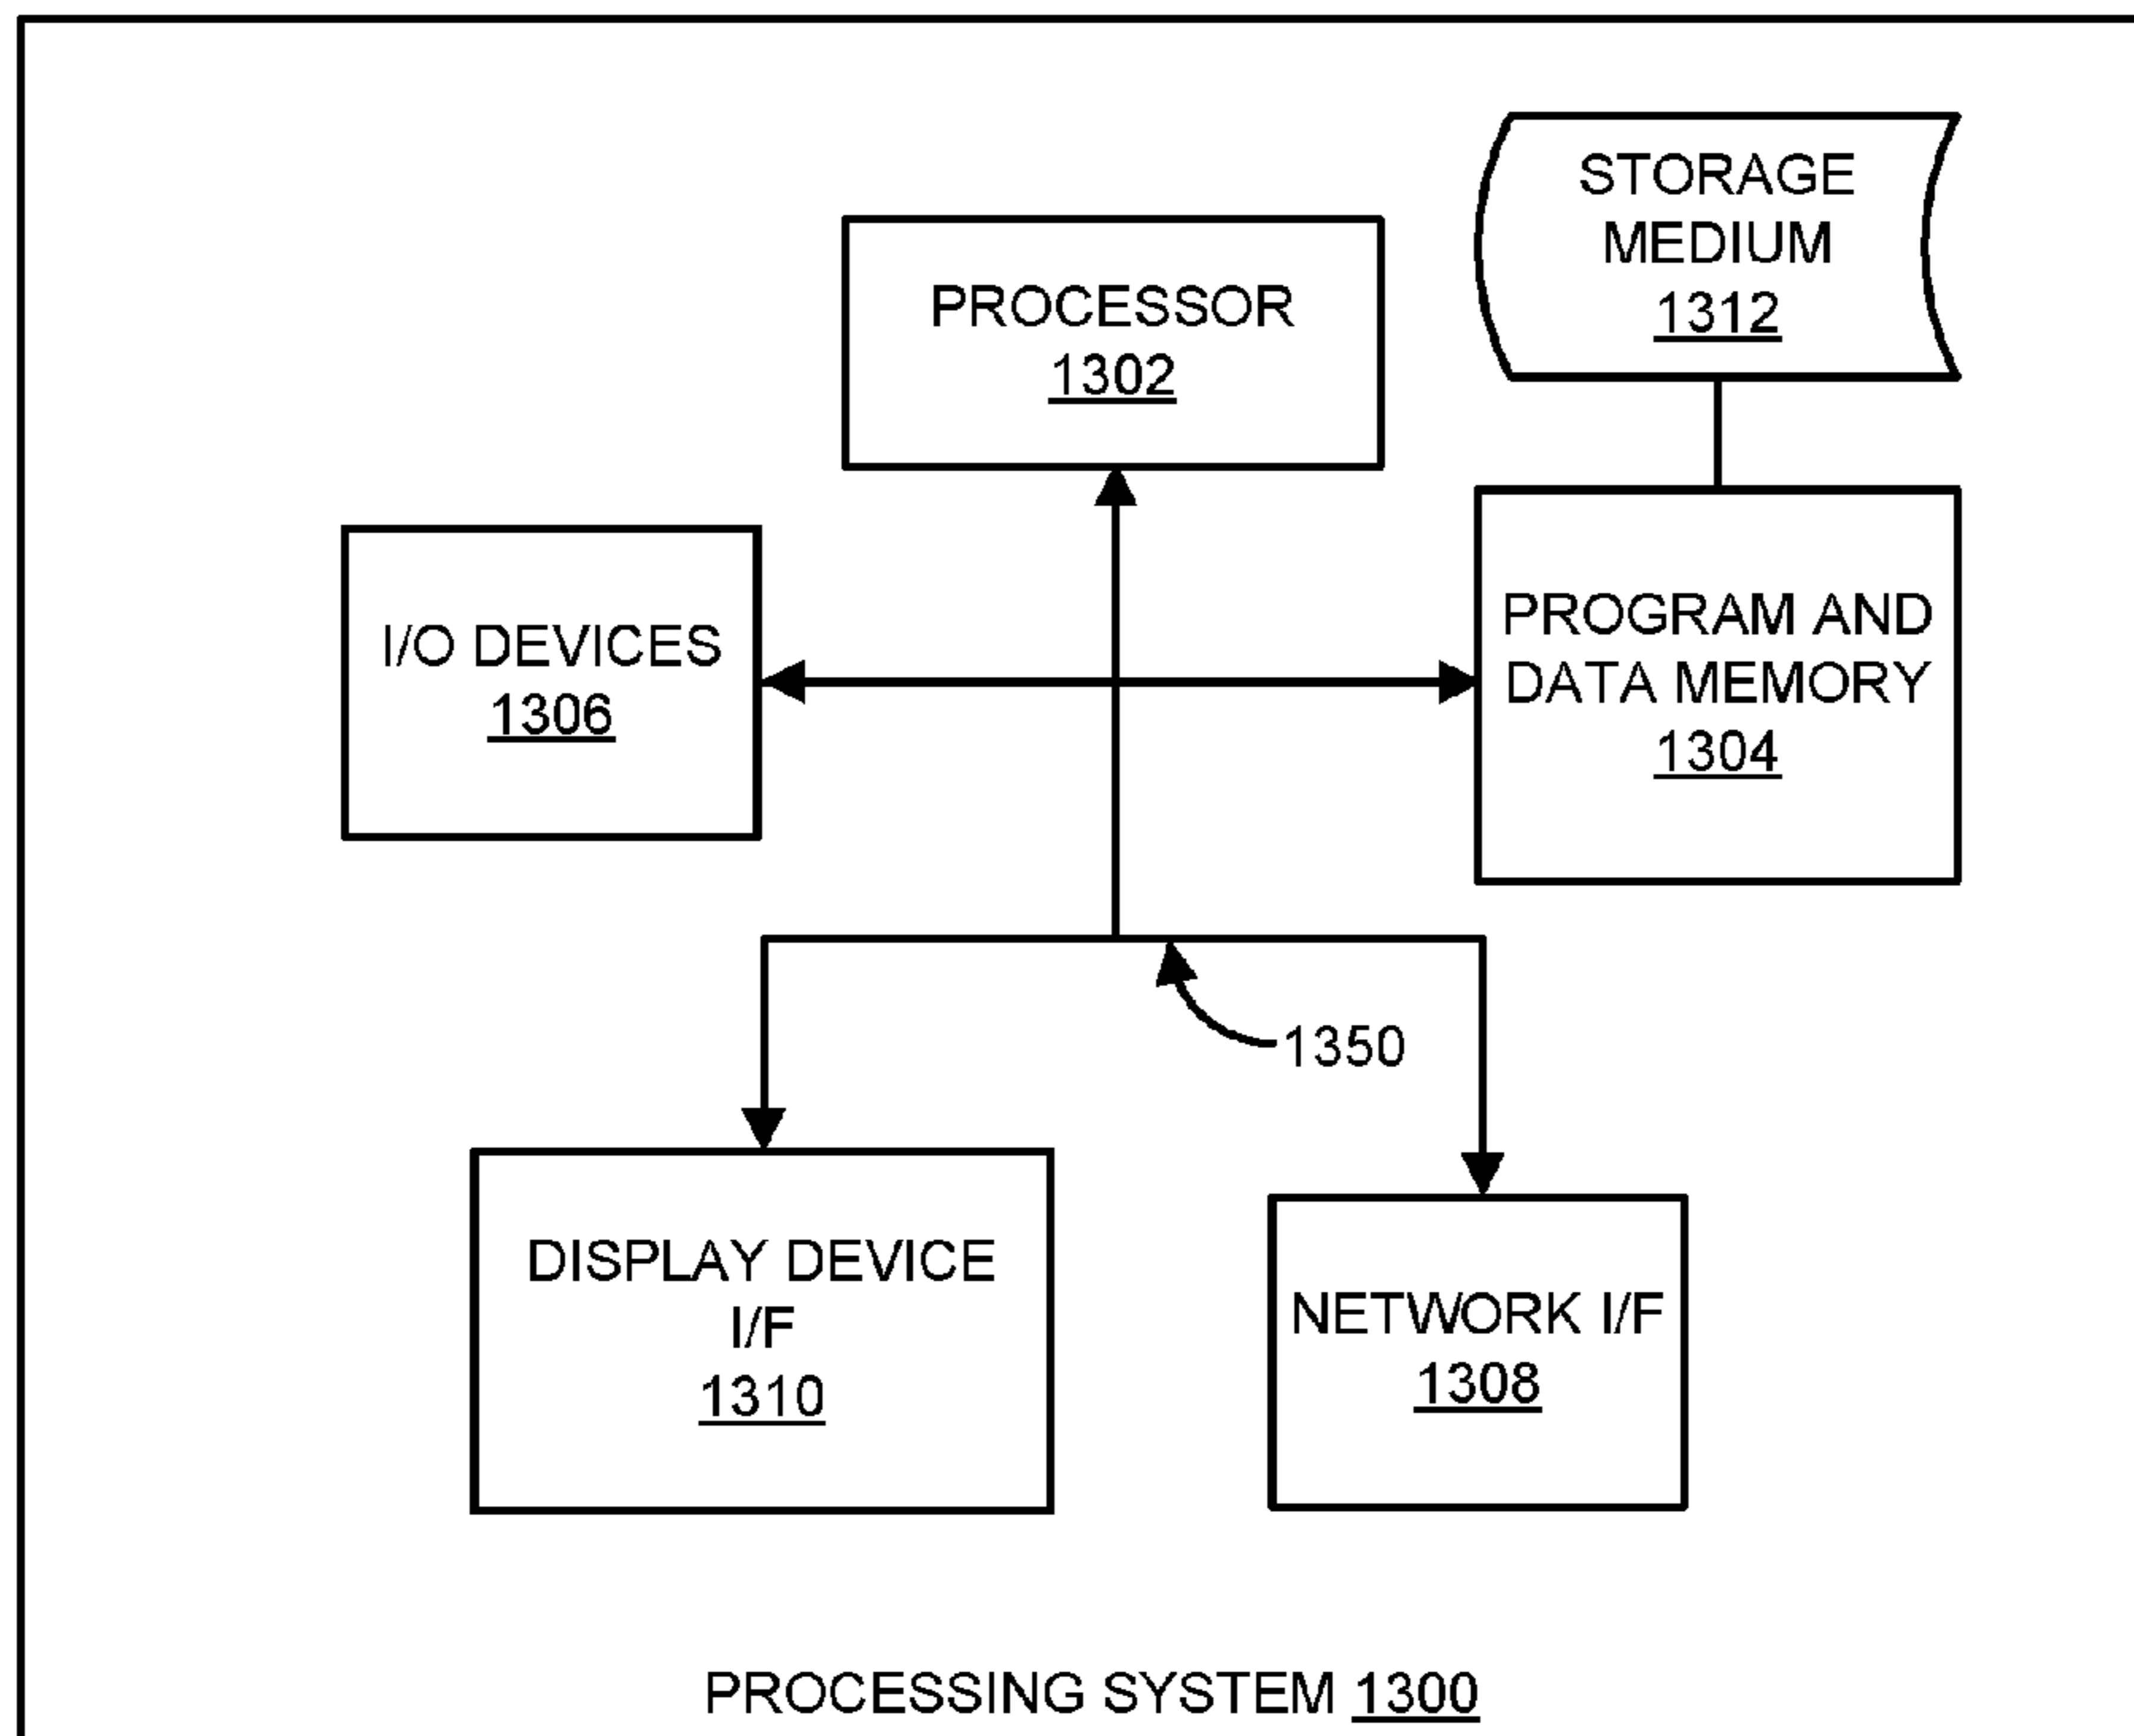 STORAGE
MEDIUM
1312
PROCESSOR
1302
I/O DEVICES
1306
PROGRAM AND
DATA MEMORY
1304
1350
DISPLAY DEVICE
I/F
1310
NETWORK I/F
1308
PROCESSING SYSTEM 1300